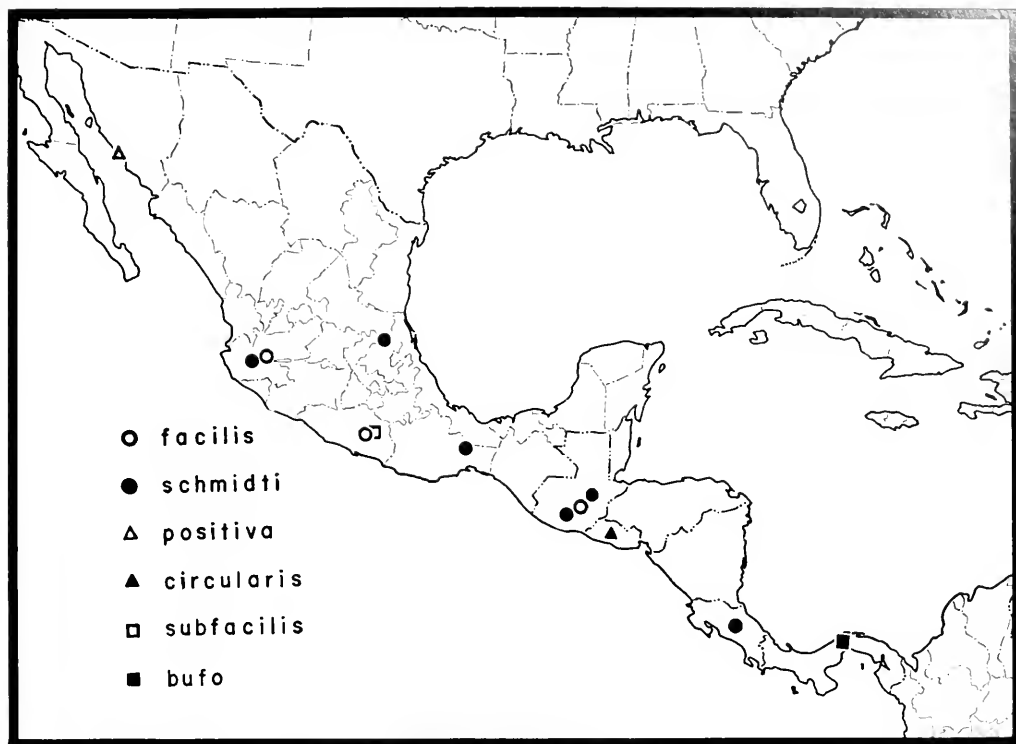 facilis
schmidti
positiva
circularis
subfacilis
bufo